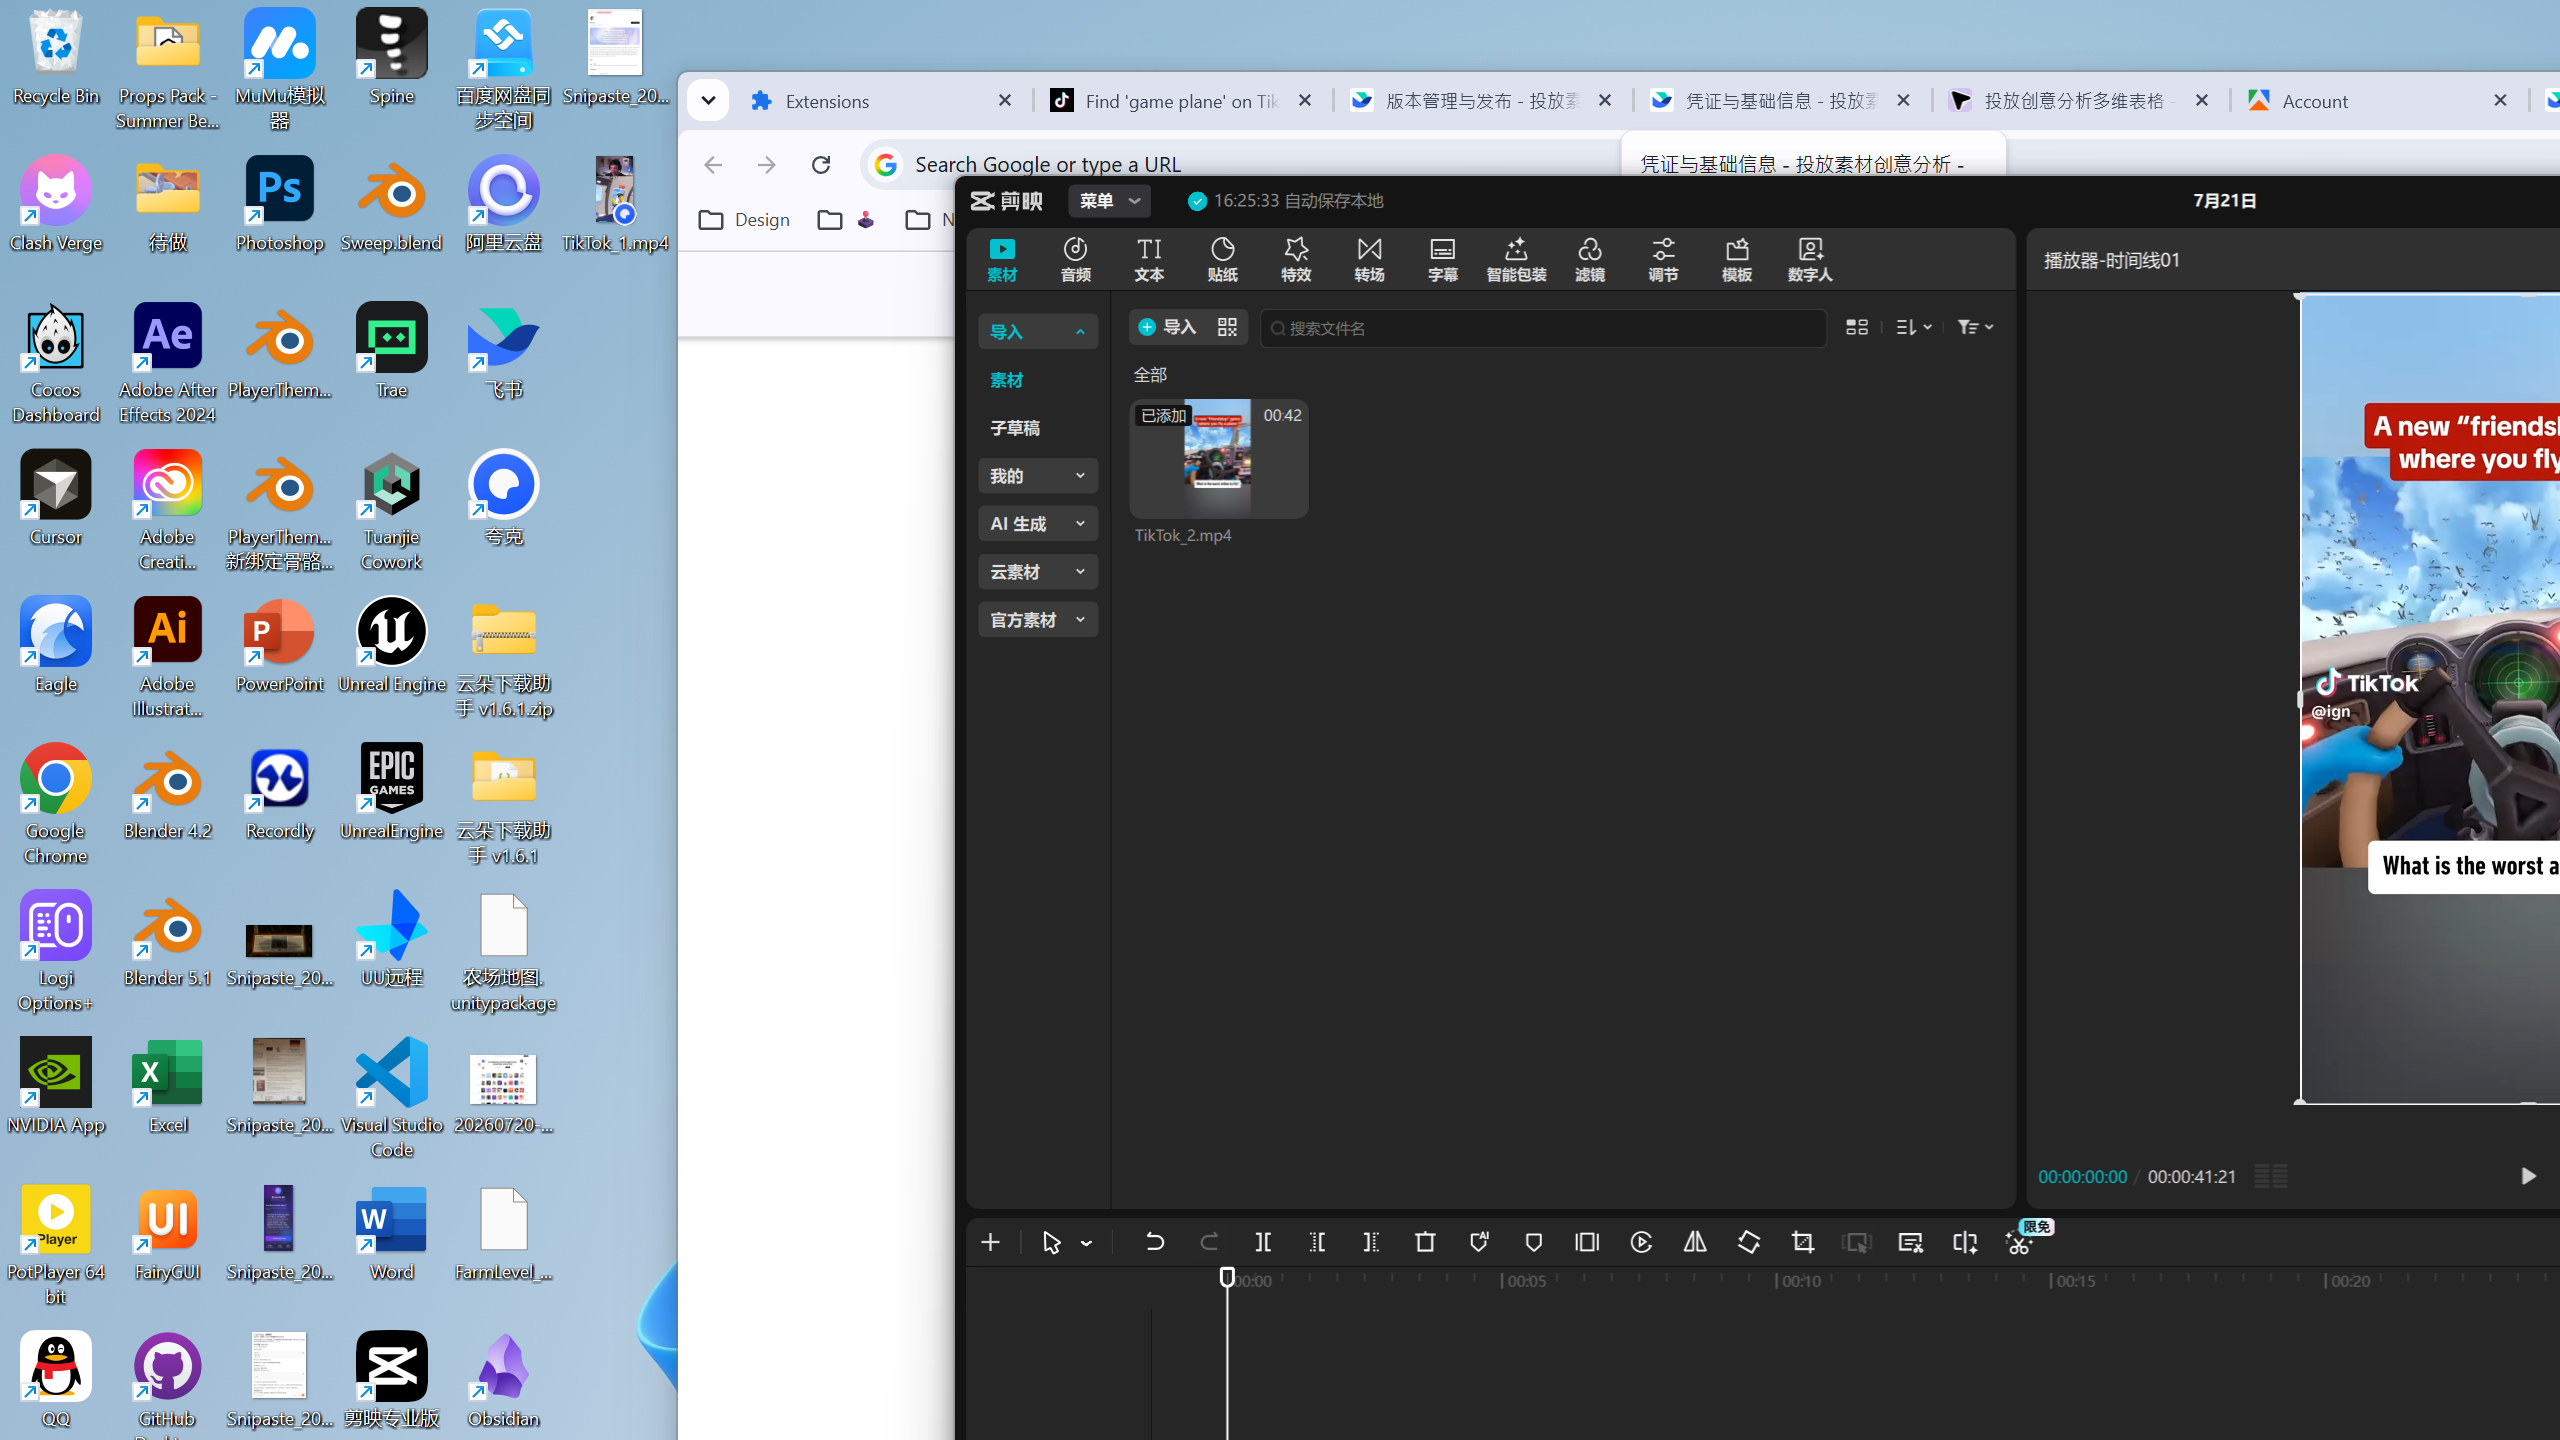 Recycle Bin
Props Pack -
Summer Be...
MuMu模拟
器
Spine
百度网盘同
步空间
Snipaste_20...
Clash Verge
待做
Ps
Photoshop
Sweep.blend
阿里云盘
TikTok_1.mp4
Cocos
Dashboard
Ae
Adobe After
Effects 2024
PlayerThem...
Trae
飞书
Cursor
Adobe
Creati...
PlayerThem...
新绑定骨骼...
Tuanjie
Cowork
夸克
Eagle
Ai
Adobe
Illustrat...
P
PowerPoint
Unreal Engine
云朵下载助
手 v1.6.1.zip
Google
Chrome
Blender 4.2
Recordly
EPIC
GAMES
UnrealEngine
云朵下载助
手 v1.6.1
Logi
Options+
Blender 5.1
Snipaste_20...
UU远程
农场地图.
unitypackage
NVIDIA App
X
Excel
Snipaste_20...
Visual Studio
Code
20260720-...
Player
PotPlayer 64
bit
UI
FairyGUI
Snipaste_20...
W
Word
FarmLevel_...
QQ
GitHub
Snipaste_20...
剪映专业版
Obsidian
Extensions
Find 'game plane' on Tik
版本管理与发布 - 投放素
凭证与基础信息 - 投放素
投放创意分析多维表格 -
Account
Search Google or type a URL
凭证与基础信息 - 投放素材创意分析 -
Design
N
剪映
菜单
16:25:33 自动保存本地
7月21日
素材
音频
文本
贴纸
特效
转场
字幕
智能包装
滤镜
调节
模板
数字人
导入
素材
子草稿
我的
AI 生成
云素材
官方素材
导入
搜索文件名
全部
已添加
00:42
TikTok_2.mp4
播放器-时间线01
A new “friendsl
where you fly
TikTok
@ign
What is the worst a
00:00:00:00 / 00:00:41:21
限免
00:00
00:05
00:10
00:15
00:20